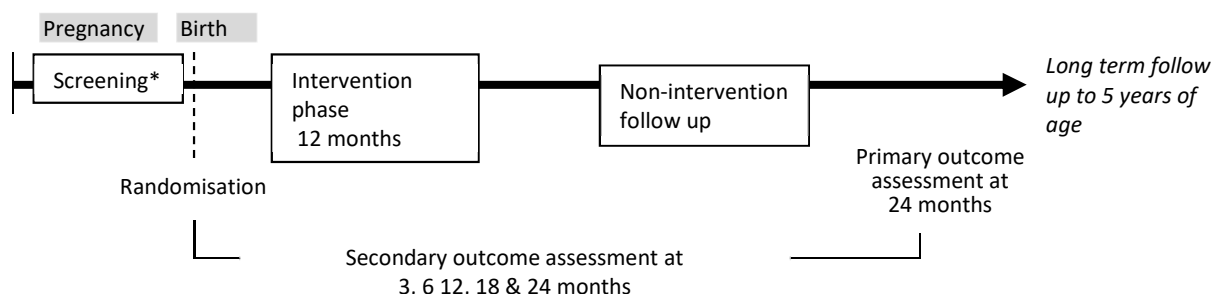 Pregnancy
Birth
Screening*
Intervention
phase
12 months
Non-intervention
follow up
Long term follow
up to 5 years of
age
Randomisation
Primary outcome
assessment at
24 months
Secondary outcome assessment at
3, 6 12, 18 & 24 months